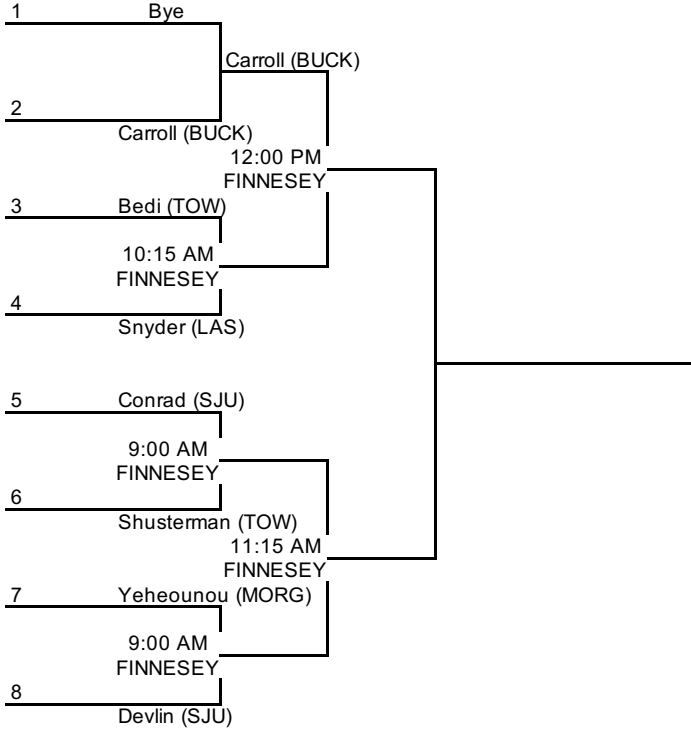 1 Bye
Carroll (BUCK)
2
Carroll (BUCK)
12:00 PM
FINNESEY
3 Bedi (TOW)
10:15 AM
FINNESEY
4
Snyder (LAS)
5 Conrad (SJU)
9:00 AM
FINNESEY
6
Shusterman (TOW)
11:15 AM
FINNESEY
7 Yeheounou (MORG)
9:00 AM
FINNESEY
8
Devlin (SJU)